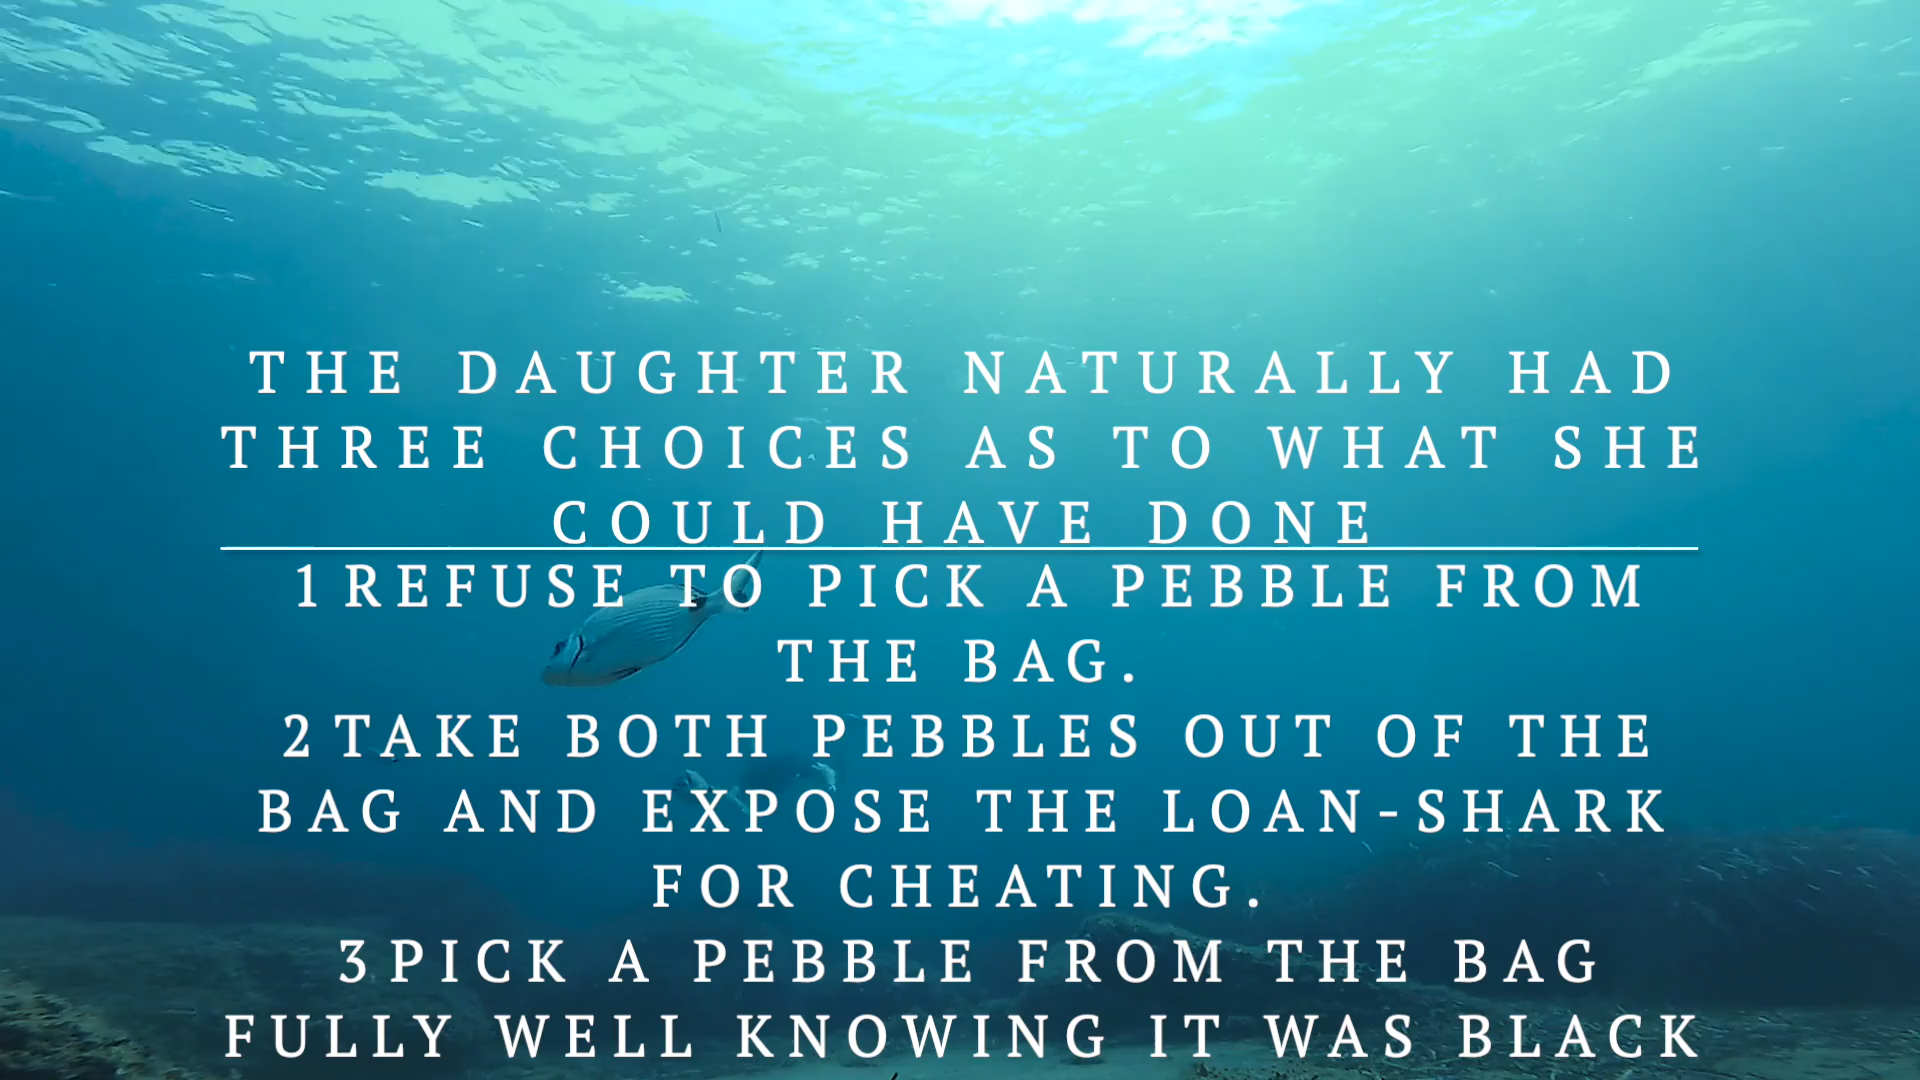 THE DAUGHTER NATURALLY HAD
THREE CHOICES AS TO WHAT SHE
COULD HAVE DONE
1 REFUSE TO PICK A PEBBLE FROM
THE BAG.
2 TAKE BOTH PEBBLES OUT OF THE
BAG AND EXPOSE THE LOAN-SHARK
FOR CHEATING.
3 PICK A PEBBLE FROM THE BAG
FULLY WELL KNOWING IT WAS BLACK